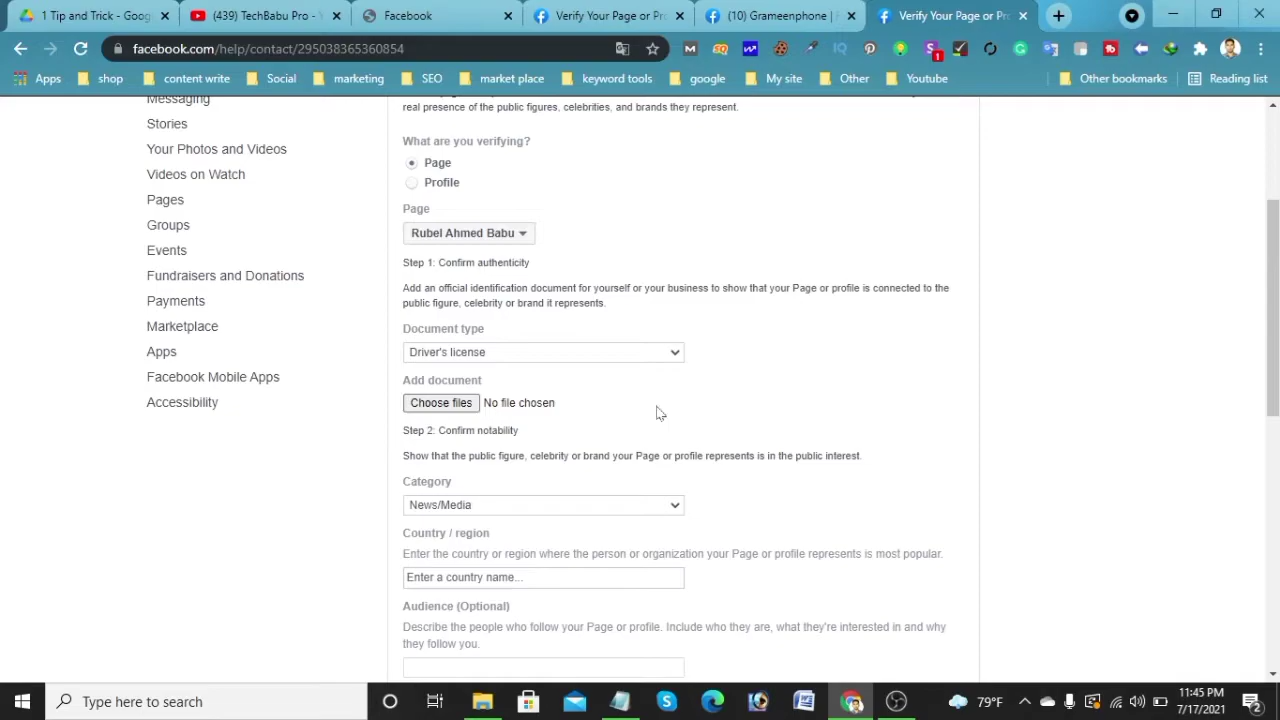 1 Tip and Trick - Goog
(439) TechBabu Pro - Y
Facebook
Verify Your Page or Pro
(10) Grameenphone |
Verify Your Page or Pro
facebook.com/help/contact/295038365360854
Apps
shop
content write
Social
marketing
SEO
market place
keyword tools
google
My site
Other
Youtube
Other bookmarks
Reading list
Messaging
Stories
Your Photos and Videos
Videos on Watch
Pages
Groups
Events
Fundraisers and Donations
Payments
Marketplace
Apps
Facebook Mobile Apps
Accessibility
real presence of the public figures, celebrities, and brands they represent.
What are you verifying?
Page
Profile
Page
Rubel Ahmed Babu
Step 1: Confirm authenticity
Add an official identification document for yourself or your business to show that your Page or profile is connected to the
public figure, celebrity or brand it represents.
Document type
Driver's license
Add document
Choose files No file chosen
Step 2: Confirm notability
Show that the public figure, celebrity or brand your Page or profile represents is in the public interest.
Category
News/Media
Country / region
Enter the country or region where the person or organization your Page or profile represents is most popular.
Enter a country name...
Audience (Optional)
Describe the people who follow your Page or profile. Include who they are, what they're interested in and why
they follow you.
Type here to search
79°F
11:45 PM
7/17/2021
2